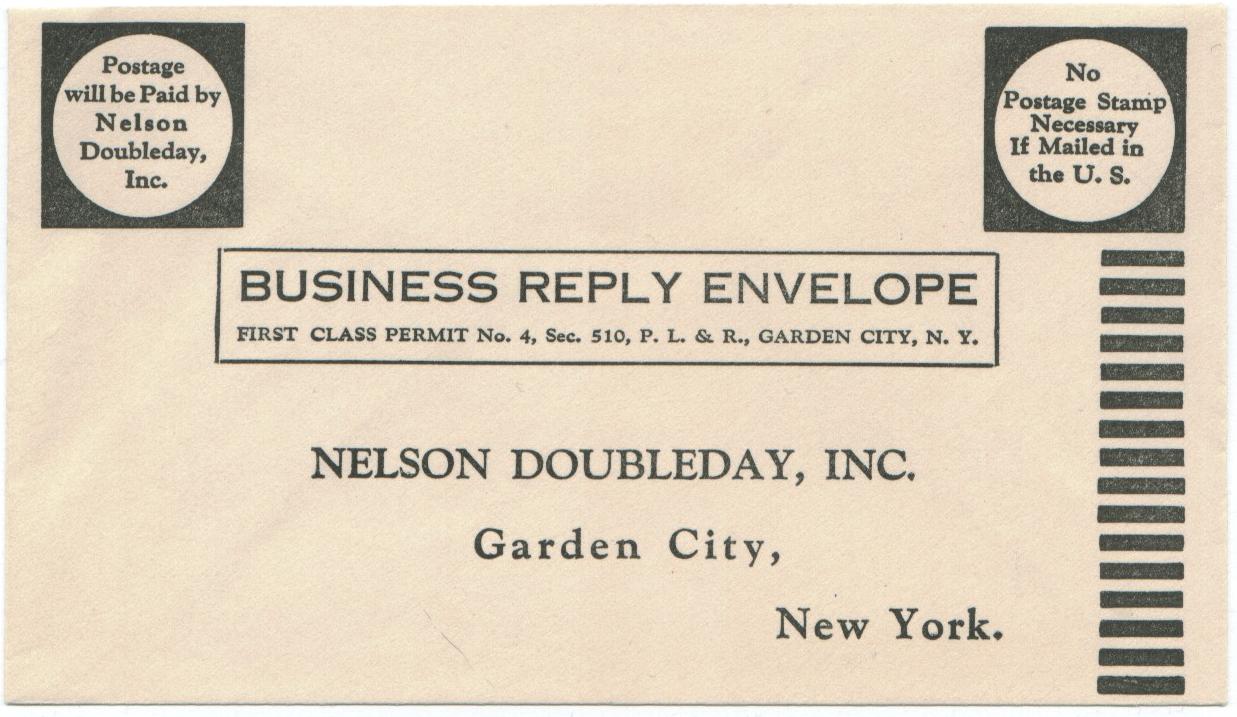 Postage
will be Paid by
Nelson
Doubleday,
Inc.
No
Postage Stamp
Necessary
If Mailed in
the U. S.
BUSINESS REPLY ENVELOPE
FIRST CLASS PERMIT No. 4, Sec. 510, P. L. & R., GARDEN CITY, N. Y.
NELSON DOUBLEDAY, INC.
Garden City,
New York.